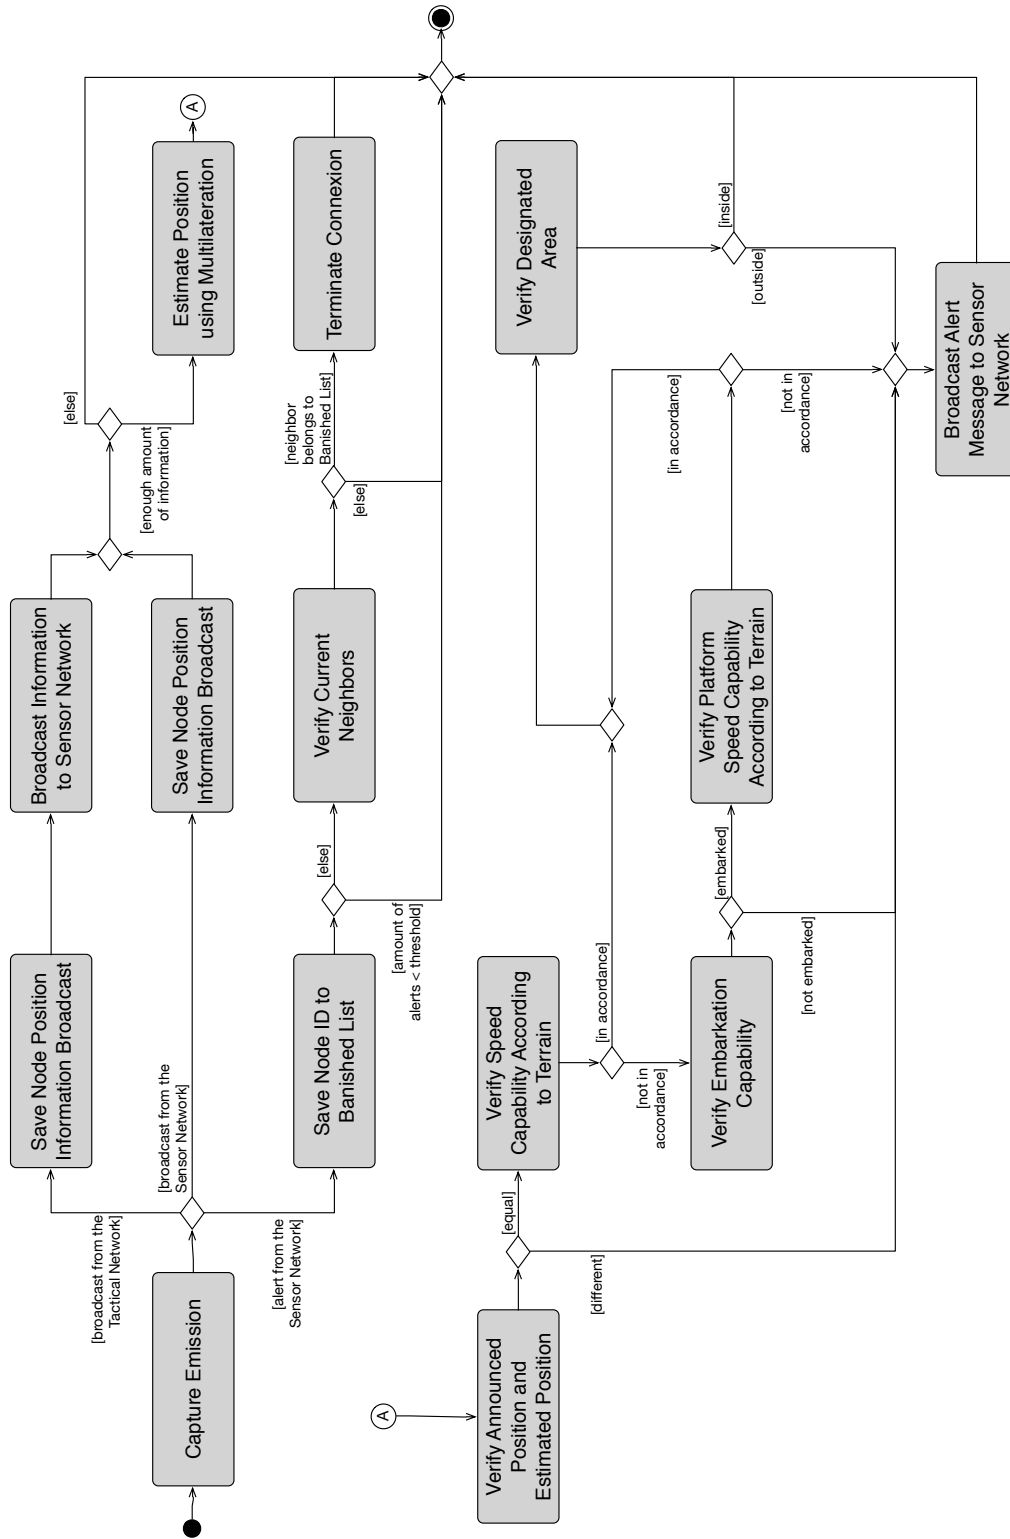 Capture Emission
[broadcast from the
Tactical Network]
[broadcast from the
Sensor Network]
[alert from the
Sensor Network]
Save Node Position
Information Broadcast
Broadcast Information
to Sensor Network
Save Node Position
Information Broadcast
[else]
[enough amount
of information]
Estimate Position
using Multilateration
A
Save Node ID to
Banished List
[else]
[amount of
alerts < threshold]
Verify Current
Neighbors
[neighbor
belongs to
Banished List]
[else]
Terminate Connexion
A
Verify Announced
Position and
Estimated Position
[equal]
[different]
Verify Speed
Capability According
to Terrain
[in accordance]
[not in
accordance]
Verify Embarkation
Capability
[embarked]
[not embarked]
Verify Platform
Speed Capability
According to Terrain
[in accordance]
[not in
accordance]
Verify Designated
Area
[inside]
[outside]
Broadcast Alert
Message to Sensor
Network